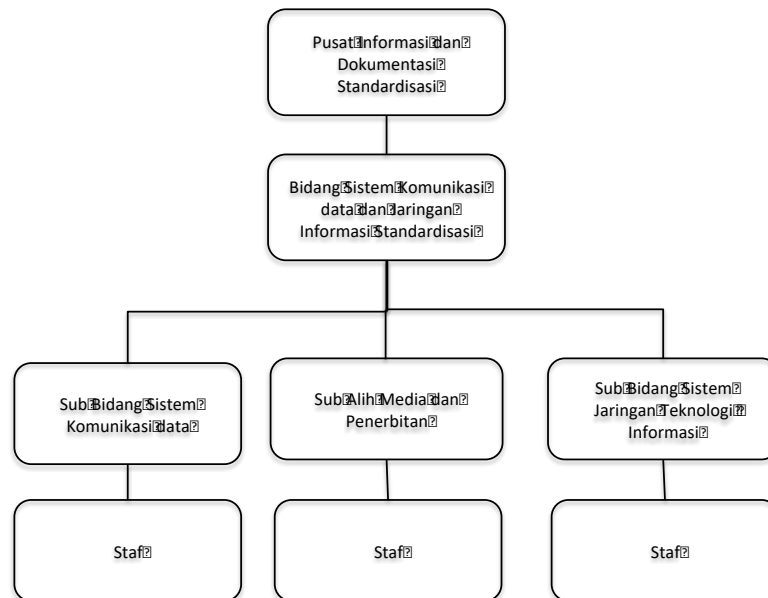 Pusat Informasi dan
Dokumentasi
Standardisasi
Bidang Sistem Komunikasi
data dan Jaringan
Informasi Standardisasi
Sub Bidang Sistem
Komunikasi data
Sub Alih Media dan
Penerbitan
Sub Bidang Sistem
Jaringan Teknologi
Informasi
Staf
Staf
Staf